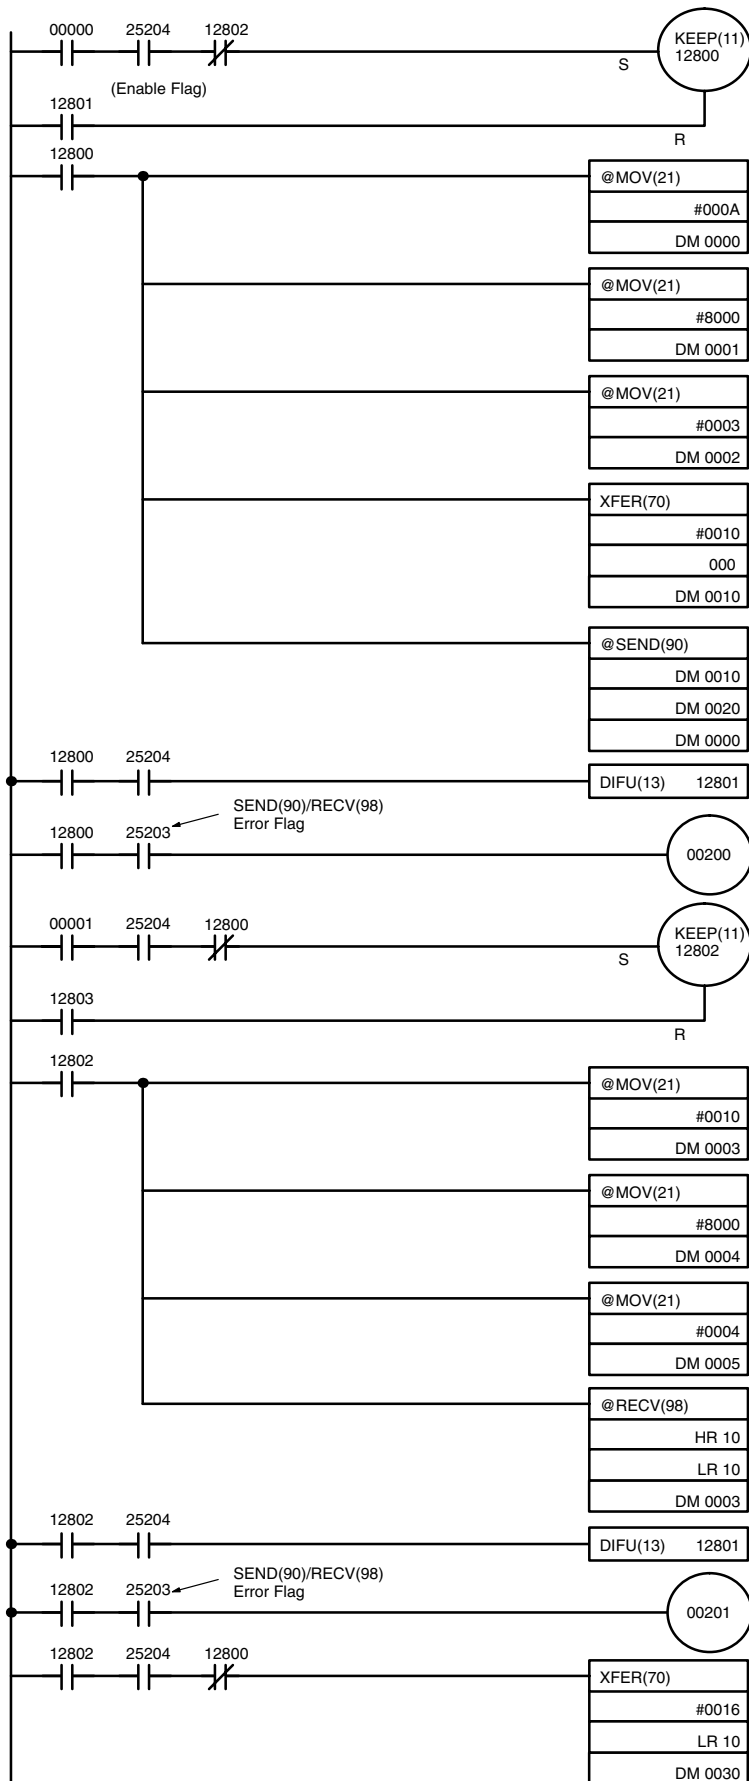 00000 25204 12802
KEEP(11)
12800
S
(Enable Flag)
12801
R
12800
@MOV(21)
#000A
DM 0000
@MOV(21)
#8000
DM 0001
@MOV(21)
#0003
DM 0002
XFER(70)
#0010
000
DM 0010
@SEND(90)
DM 0010
DM 0020
DM 0000
12800 25204
DIFU(13) 12801
SEND(90)/RECV(98)
Error Flag
12800 25203
00200
00001 25204 12800
KEEP(11)
12802
S
12803
R
12802
@MOV(21)
#0010
DM 0003
@MOV(21)
#8000
DM 0004
@MOV(21)
#0004
DM 0005
@RECV(98)
HR 10
LR 10
DM 0003
12802 25204
DIFU(13) 12801
SEND(90)/RECV(98)
Error Flag
12802 25203
00201
12802 25204 12800
XFER(70)
#0016
LR 10
DM 0030